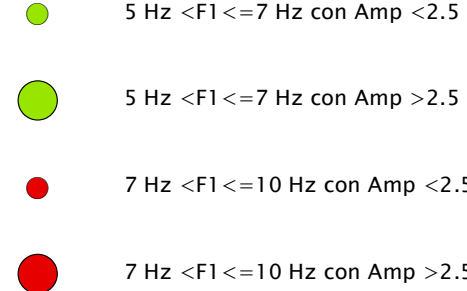 5 Hz <F1<=7 Hz con Amp <2.5
5 Hz <F1<=7 Hz con Amp >2.5
7 Hz <F1<=10 Hz con Amp <2.5
7 Hz <F1<=10 Hz con Amp >2.5